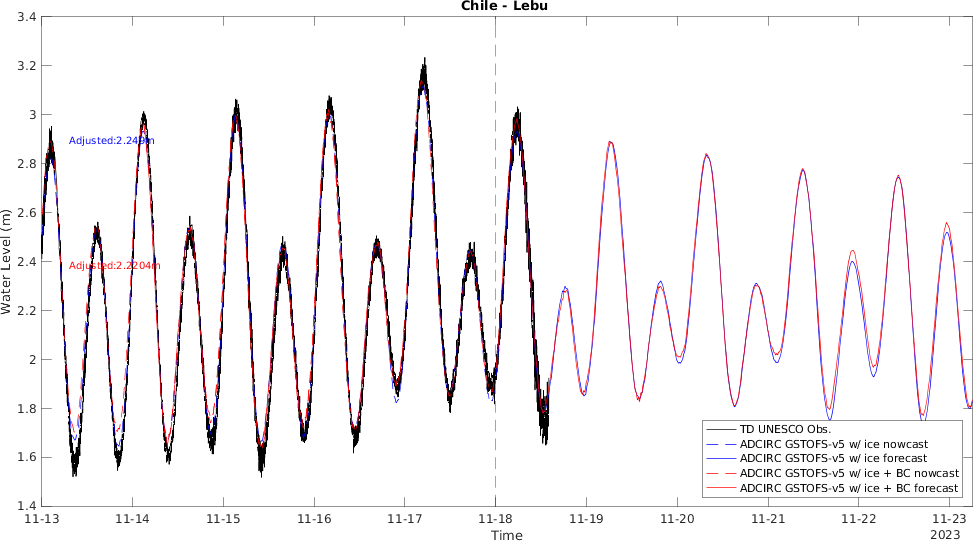 Chile - Lebu
3.4
3.2
3
2.8
2.6
2.4
2.2
2
1.8
1.6
1.4
Water Level (m)
Adjusted:2.249m
Adjusted:2.2204m
TD UNESCO Obs.
ADCIRC GSTOFS-v5 w/ ice nowcast
ADCIRC GSTOFS-v5 w/ ice forecast
ADCIRC GSTOFS-v5 w/ ice + BC nowcast
ADCIRC GSTOFS-v5 w/ ice + BC forecast
11-13 11-14 11-15 11-16 11-17 11-18 11-19 11-20 11-21 11-22 11-23
2023
Time